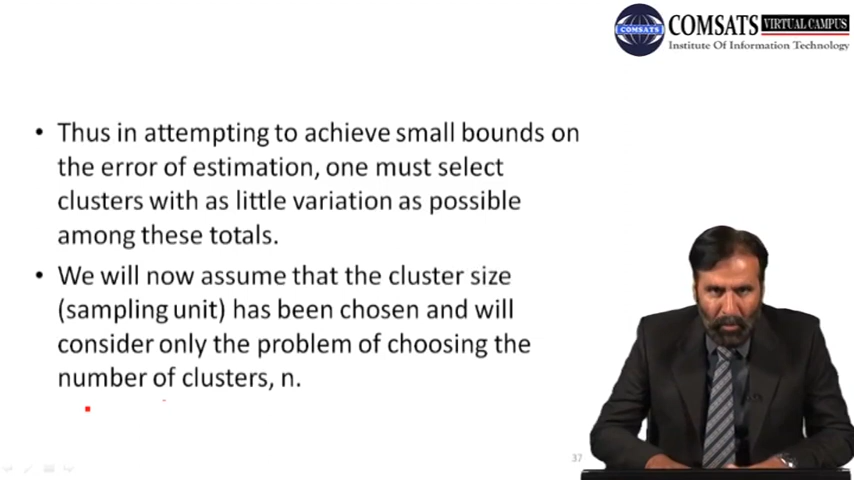 COMSATS
COMSATS VIRTUAL CAMPUS
Institute Of Information Technology
• Thus in attempting to achieve small bounds on
the error of estimation, one must select
clusters with as little variation as possible
among these totals.
• We will now assume that the cluster size
(sampling unit) has been chosen and will
consider only the problem of choosing the
number of clusters, n.
37